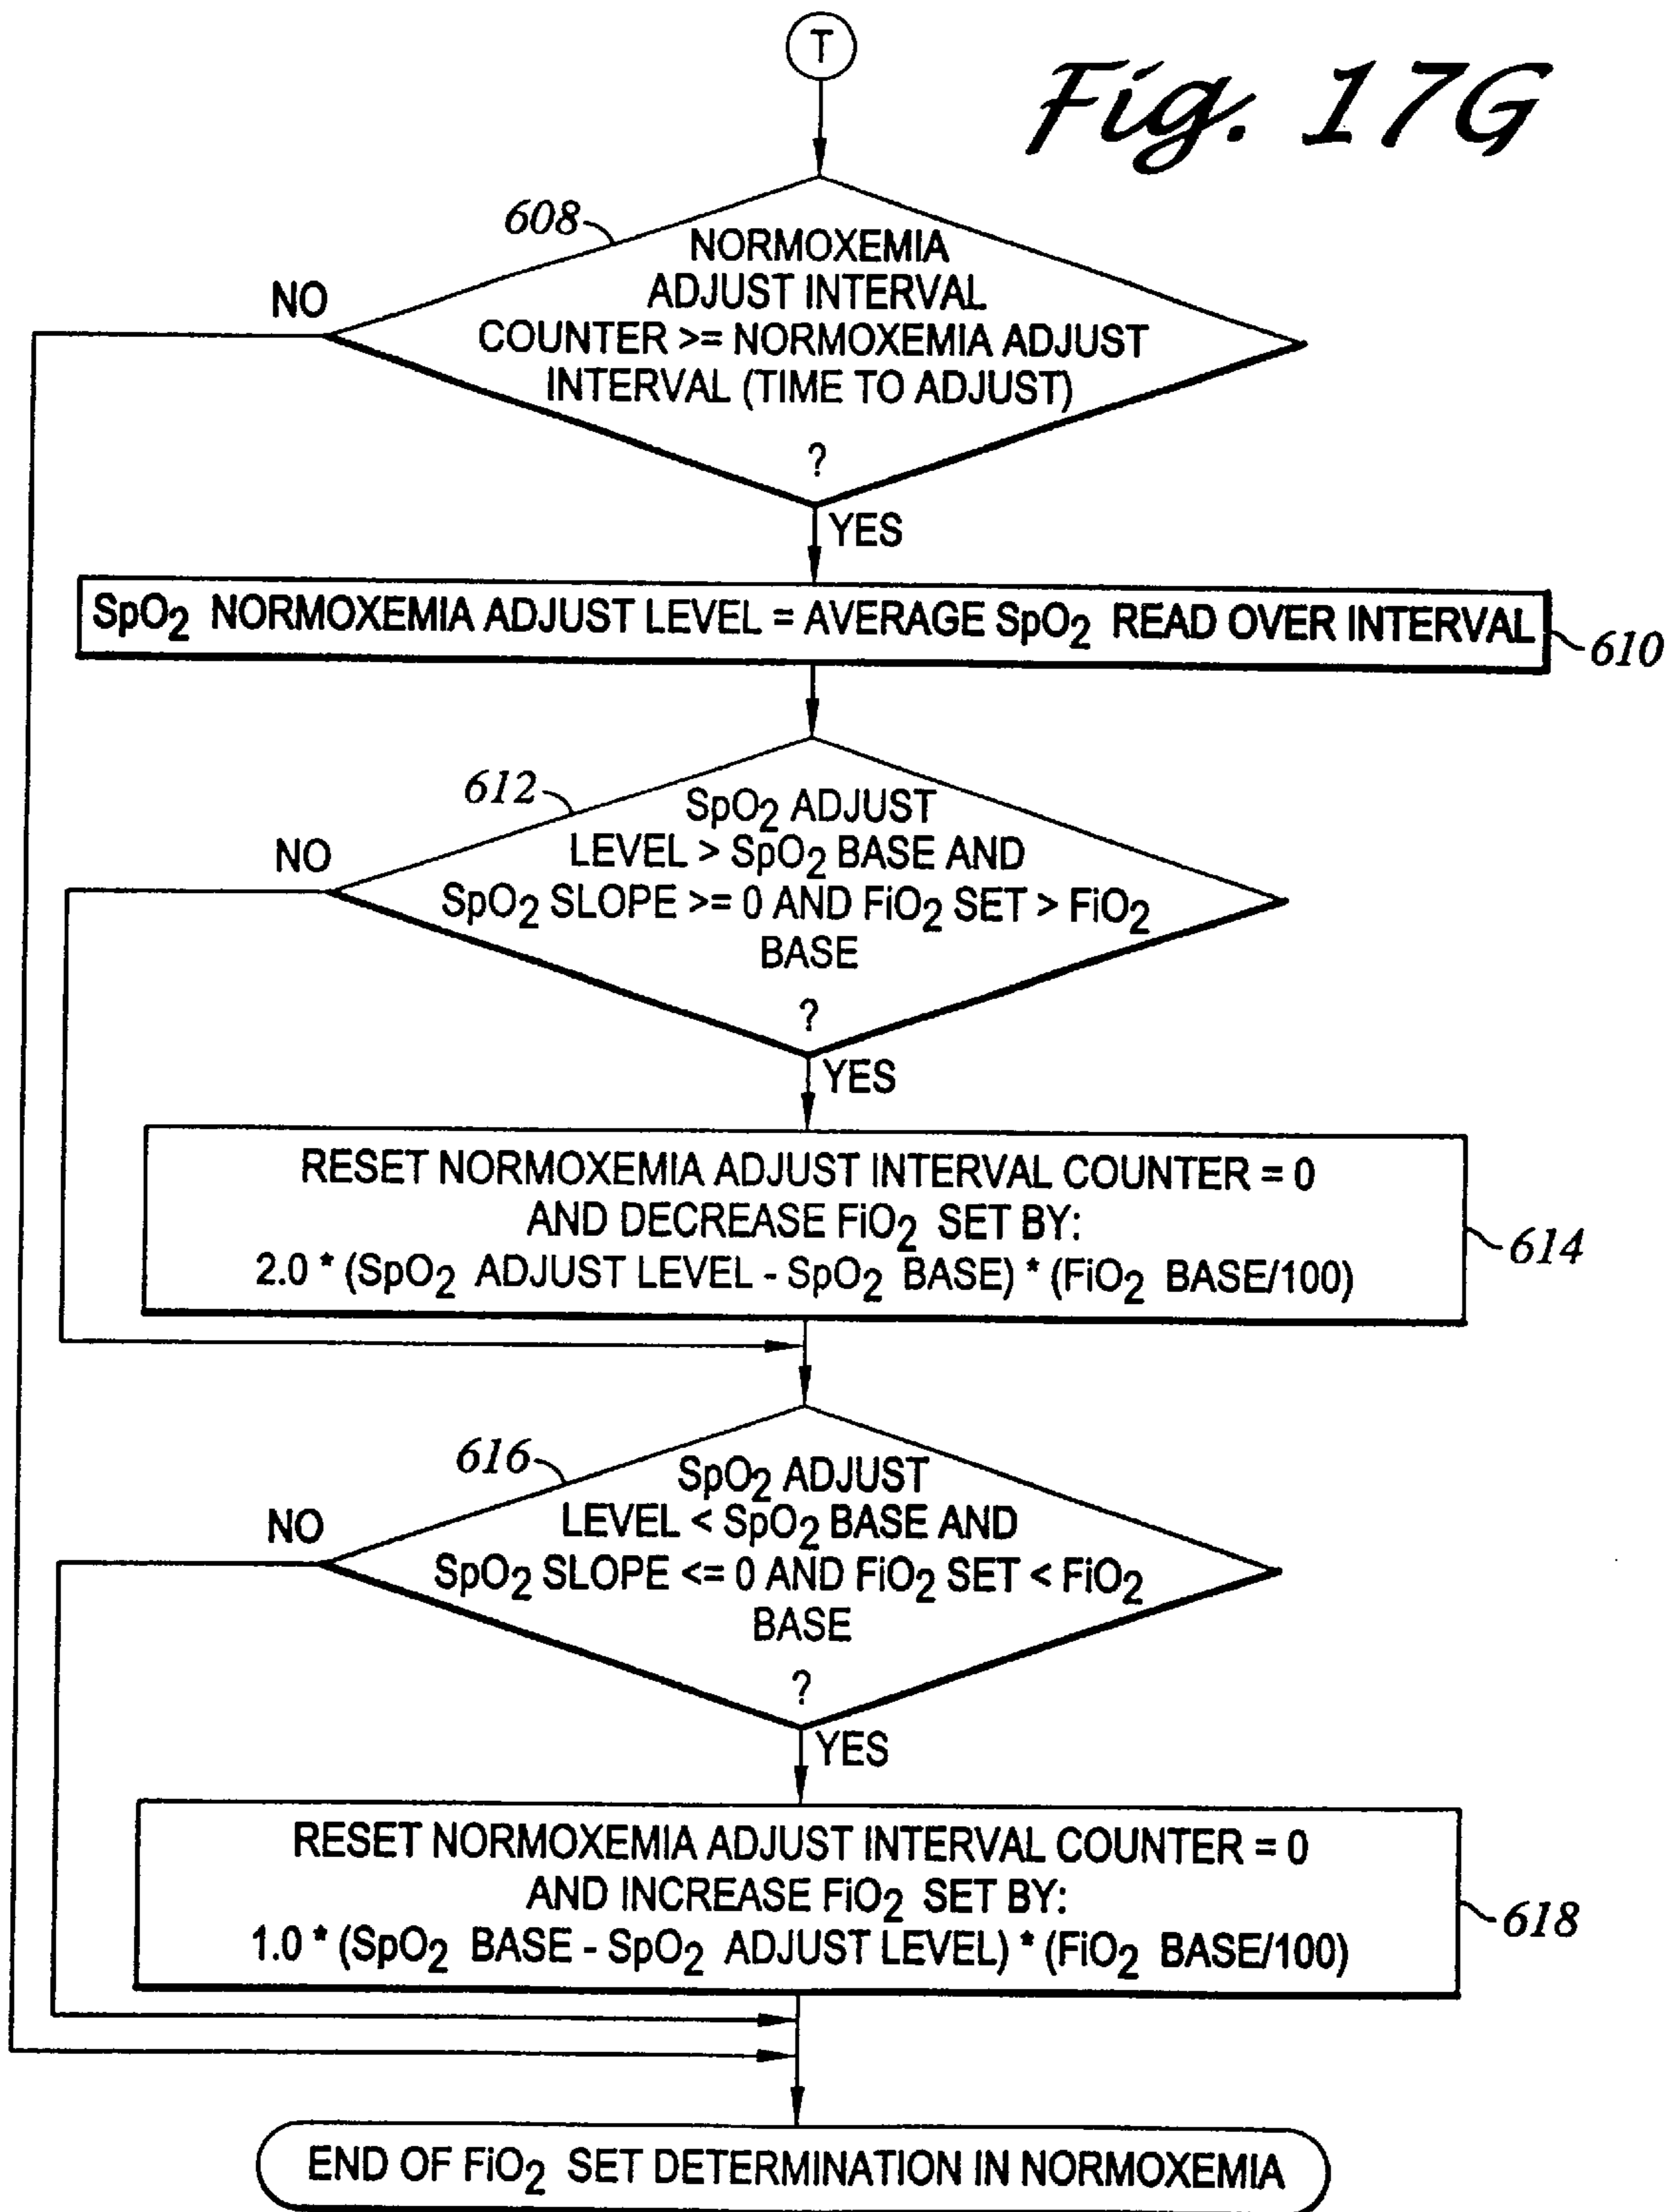 T
Fig. 17G
608
NORMOXEMIA
ADJUST INTERVAL
NO
COUNTER >= NORMOXEMIA ADJUST
INTERVAL (TIME TO ADJUST)
?
YES
SpO2 NORMOXEMIA ADJUST LEVEL = AVERAGE SpO2 READ OVER INTERVAL
610
612
SpO2 ADJUST
NO
LEVEL > SpO2 BASE AND
SpO2 SLOPE >= 0 AND FiO2 SET > FiO2
BASE
?
YES
RESET NORMOXEMIA ADJUST INTERVAL COUNTER = 0
AND DECREASE FiO2 SET BY:
2.0 * (SpO2 ADJUST LEVEL - SpO2 BASE) * (FiO2 BASE/100)
614
616
SpO2 ADJUST
NO
LEVEL < SpO2 BASE AND
SpO2 SLOPE <= 0 AND FiO2 SET < FiO2
BASE
?
YES
RESET NORMOXEMIA ADJUST INTERVAL COUNTER = 0
AND INCREASE FiO2 SET BY:
1.0 * (SpO2 BASE - SpO2 ADJUST LEVEL) * (FiO2 BASE/100)
618
END OF FiO2 SET DETERMINATION IN NORMOXEMIA